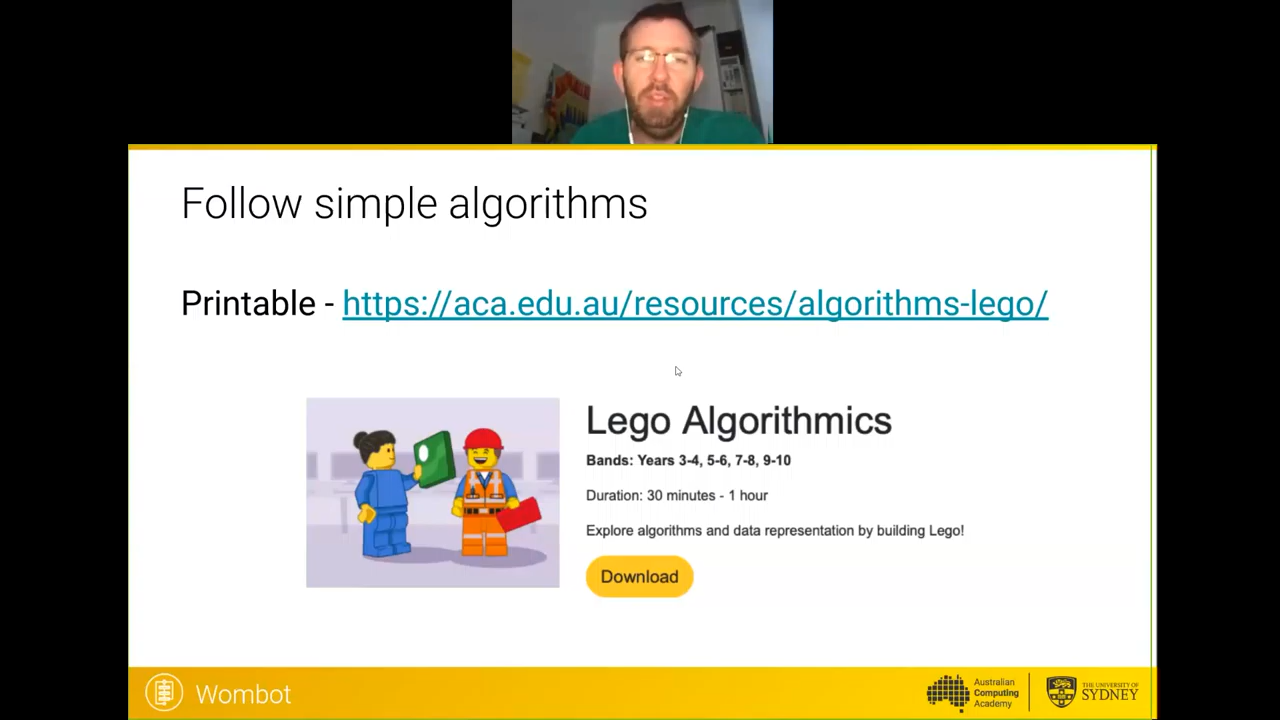 Follow simple algorithms
Printable - https://aca.edu.au/resources/algorithms-lego/
Lego Algorithmics
Bands: Years 3-4, 5-6, 7-8, 9-10
Duration: 30 minutes - 1 hour
Explore algorithms and data representation by building Lego!
Download
Wombot
Australian
Computing
Academy
THE UNIVERSITY OF
SYDNEY